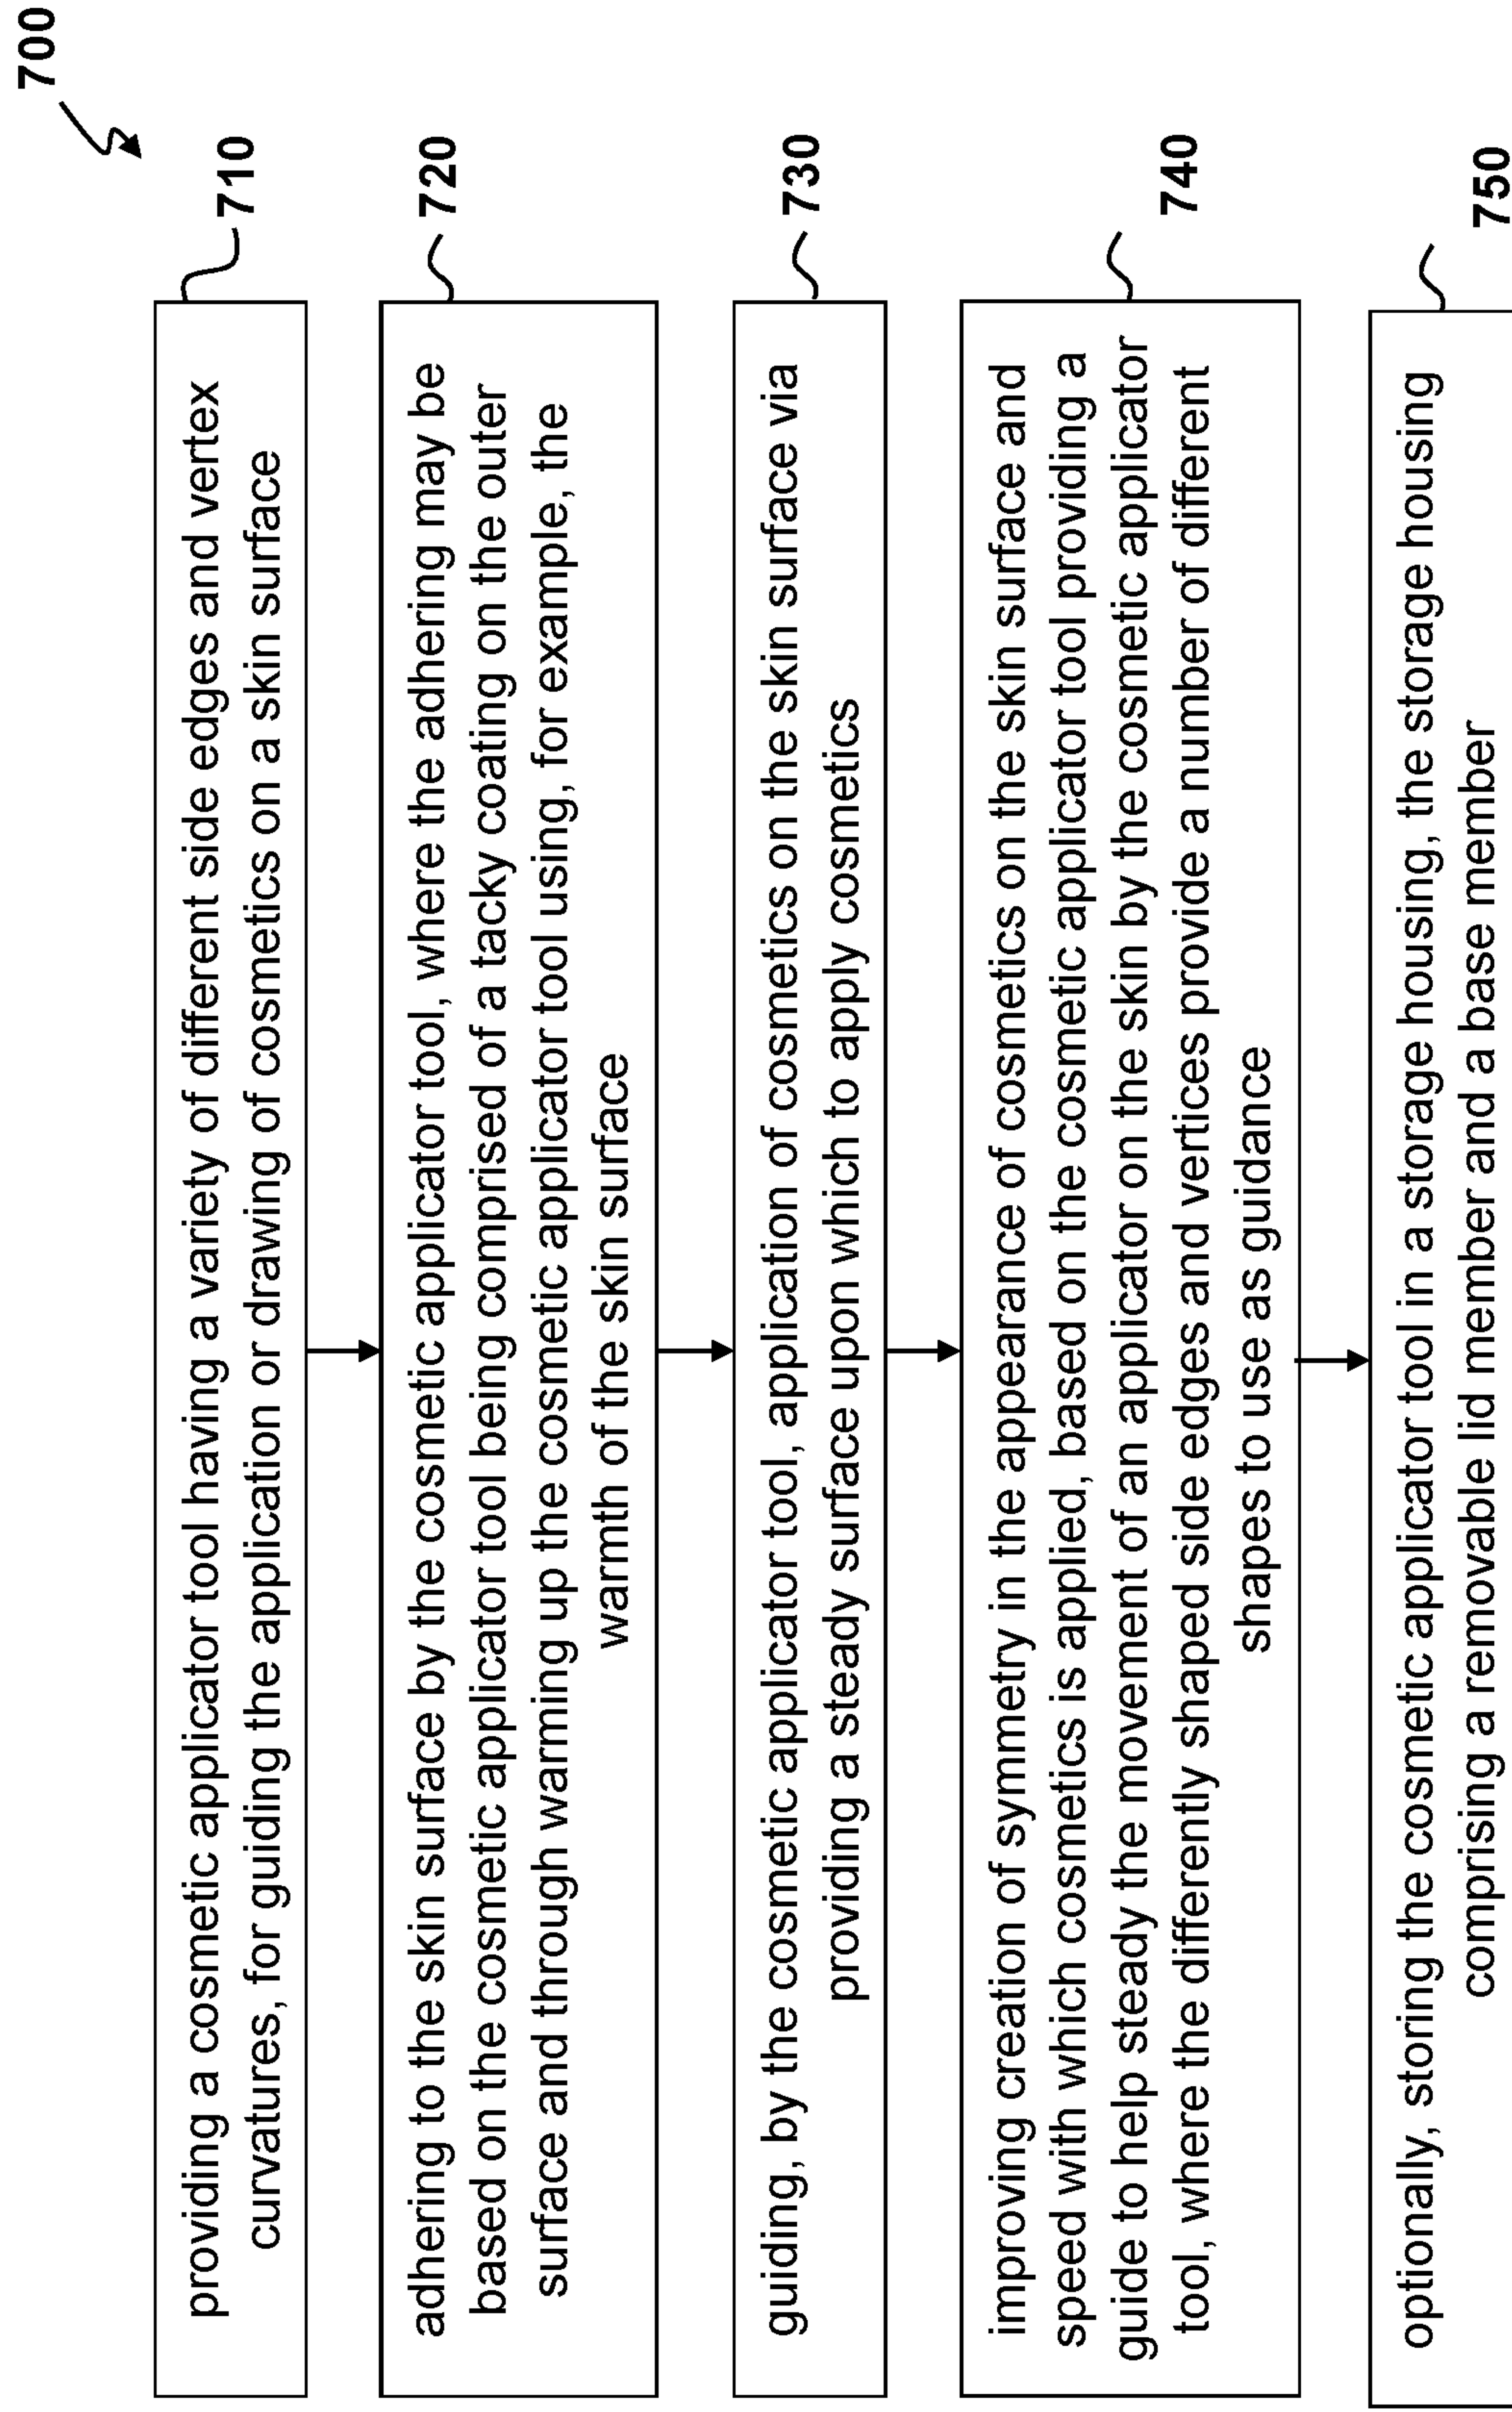 700
710
providing a cosmetic applicator tool having a variety of different side edges and vertex
curvatures, for guiding the application or drawing of cosmetics on a skin surface
720
adhering to the skin surface by the cosmetic applicator tool, where the adhering may be
based on the cosmetic applicator tool being comprised of a tacky coating on the outer
surface and through warming up the cosmetic applicator tool using, for example, the
warmth of the skin surface
730
guiding, by the cosmetic applicator tool, application of cosmetics on the skin surface via
providing a steady surface upon which to apply cosmetics
740
improving creation of symmetry in the appearance of cosmetics on the skin surface and
speed with which cosmetics is applied, based on the cosmetic applicator tool providing a
guide to help steady the movement of an applicator on the skin by the cosmetic applicator
tool, where the differently shaped side edges and vertices provide a number of different
shapes to use as guidance
750
optionally, storing the cosmetic applicator tool in a storage housing, the storage housing
comprising a removable lid member and a base member